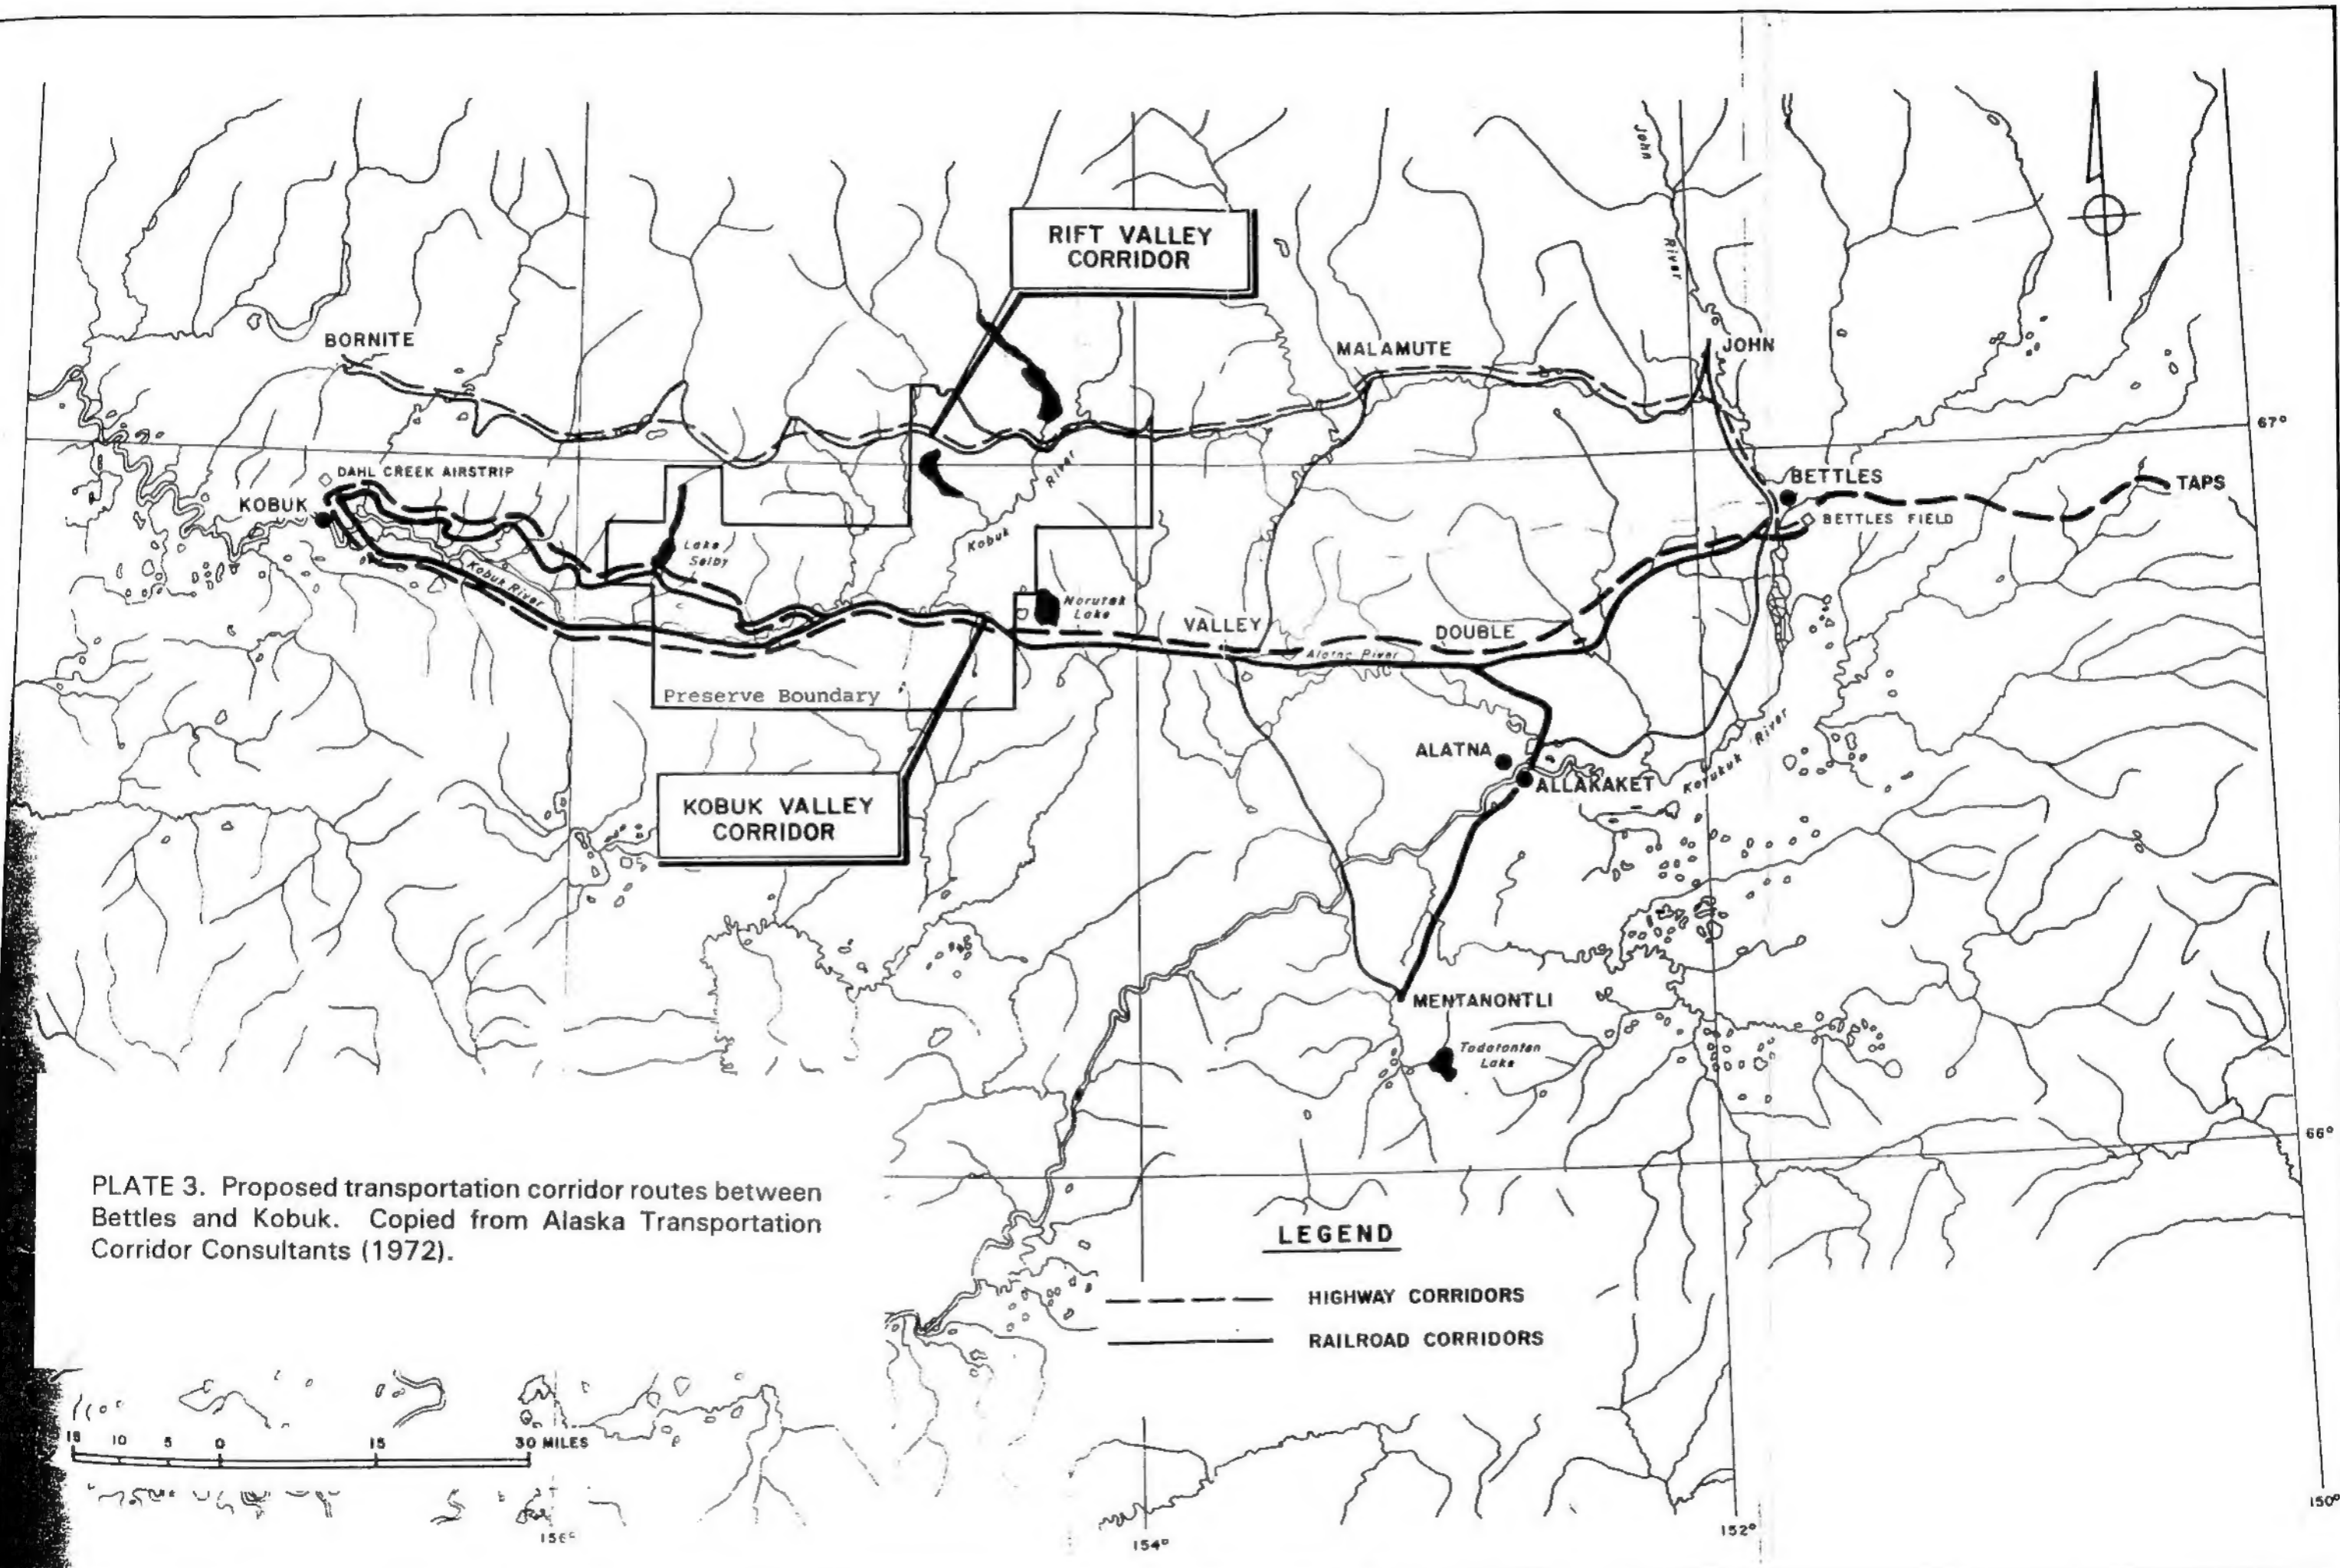 RIFT VALLEY
CORRIDOR
John
River
BORNITE
MALAMUTE
JOHN
67°
DAHL CREEK AIRSTRIP
KOBUK
BETTLES
TAPS
BETTLES FIELD
River
Kobuk
Lake
Selby
Kobuk River
Norutak
Lake
VALLEY
DOUBLE
Alatna River
Preserve Boundary
ALATNA
ALLAKAKET
Koyukuk River
KOBUK VALLEY
CORRIDOR
MENTANONTLI
Todatonten
Lake
66°
PLATE 3. Proposed transportation corridor routes between
Bettles and Kobuk. Copied from Alaska Transportation
Corridor Consultants (1972).
LEGEND
HIGHWAY CORRIDORS
RAILROAD CORRIDORS
10 5 0 15 30 MILES
156° 154° 152° 150°